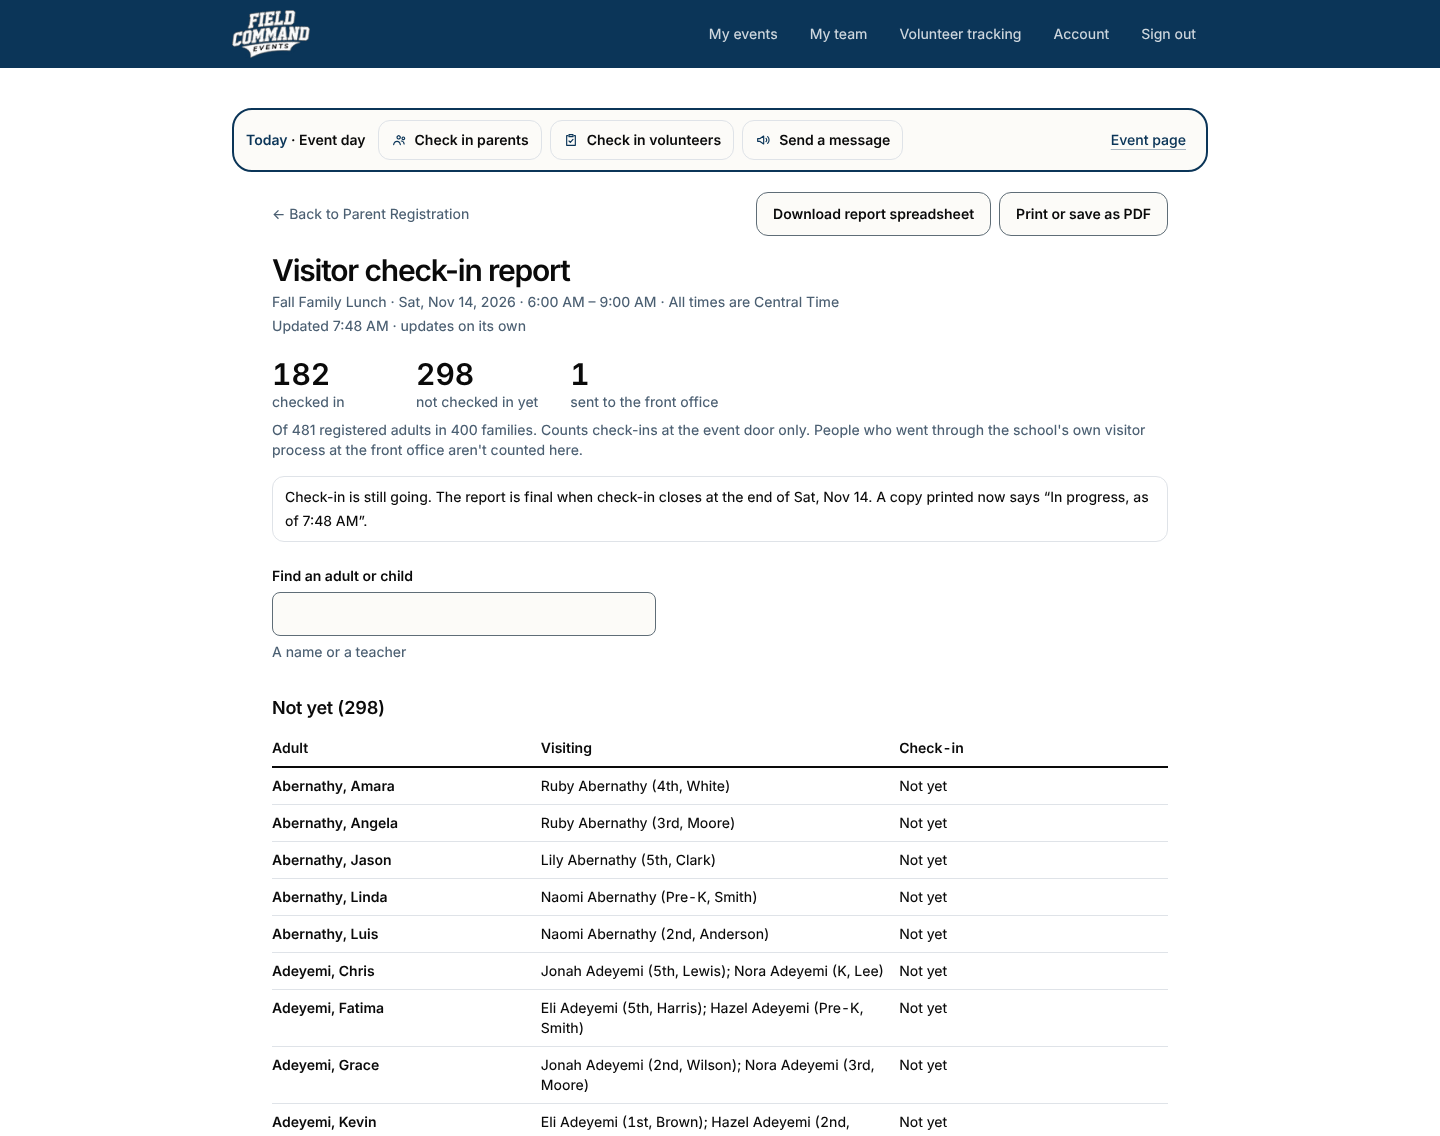 FIELD
COMMAND
EVENTS
My events
My team
Volunteer tracking
Account
Sign out
Today · Event day
Check in parents
Check in volunteers
Send a message
Event page
← Back to Parent Registration
Download report spreadsheet
Print or save as PDF
Visitor check-in report
Fall Family Lunch · Sat, Nov 14, 2026 · 6:00 AM – 9:00 AM · All times are Central Time
Updated 7:48 AM · updates on its own
182
checked in
298
not checked in yet
1
sent to the front office
Of 481 registered adults in 400 families. Counts check-ins at the event door only. People who went through the school's own visitor
process at the front office aren't counted here.
Check-in is still going. The report is final when check-in closes at the end of Sat, Nov 14. A copy printed now says “In progress, as
of 7:48 AM”.
Find an adult or child
A name or a teacher
Not yet (298)
Adult Visiting Check-in
Abernathy, Amara Ruby Abernathy (4th, White) Not yet
Abernathy, Angela Ruby Abernathy (3rd, Moore) Not yet
Abernathy, Jason Lily Abernathy (5th, Clark) Not yet
Abernathy, Linda Naomi Abernathy (Pre-K, Smith) Not yet
Abernathy, Luis Naomi Abernathy (2nd, Anderson) Not yet
Adeyemi, Chris Jonah Adeyemi (5th, Lewis); Nora Adeyemi (K, Lee) Not yet
Adeyemi, Fatima Eli Adeyemi (5th, Harris); Hazel Adeyemi (Pre-K, Not yet
Smith)
Adeyemi, Grace Jonah Adeyemi (2nd, Wilson); Nora Adeyemi (3rd, Not yet
Moore)
Adeyemi, Kevin Eli Adeyemi (1st, Brown); Hazel Adeyemi (2nd, Not yet